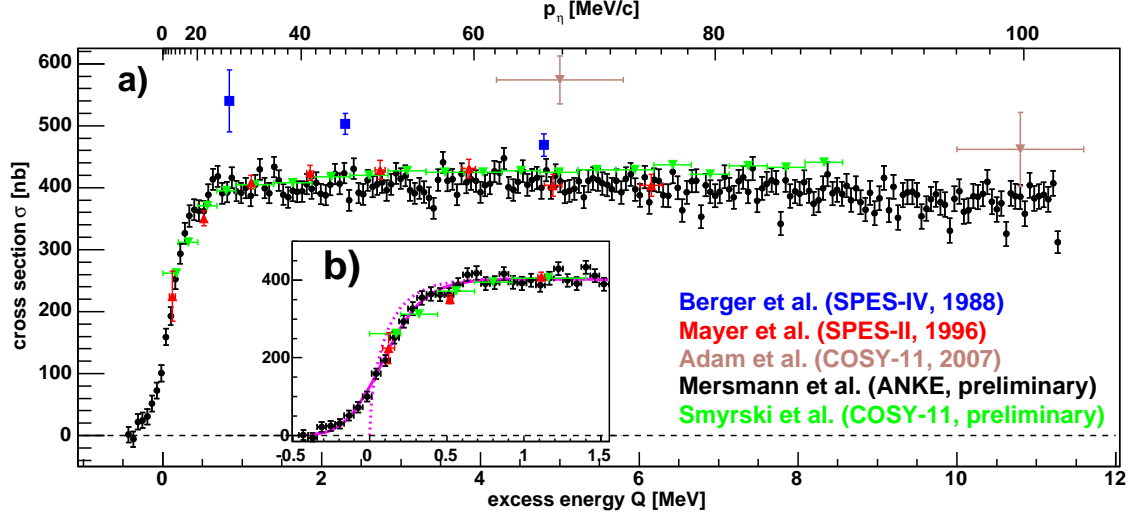 p_η [MeV/c]
0 20 40 60 80 100
a)
600
500
400
300
200
100
0
cross section σ [nb]
b)
400
200
0
-0.5 0 0.5 1 1.5
Berger et al. (SPES-IV, 1988)
Mayer et al. (SPES-II, 1996)
Adam et al. (COSY-11, 2007)
Mersmann et al. (ANKE, preliminary)
Smyrski et al. (COSY-11, preliminary)
0 2 4 6 8 10 12
excess energy Q [MeV]